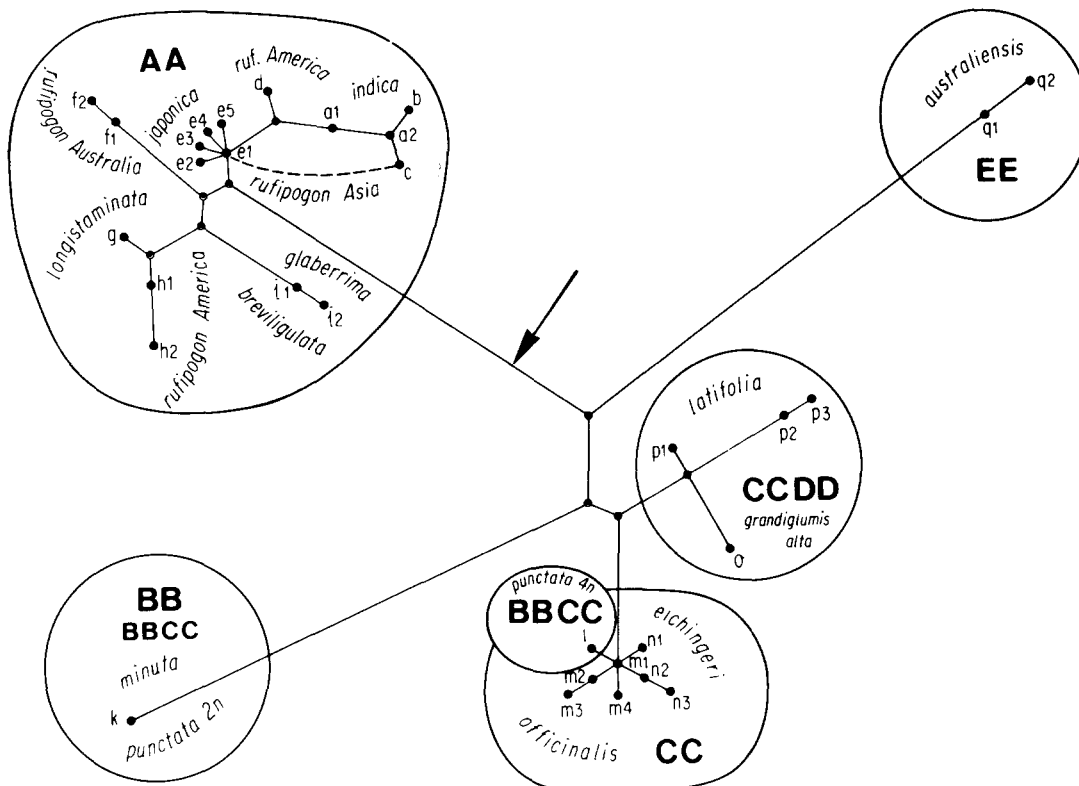 AA
ruf. America
d
indica
b
a1
a2
c
rufipogon Australia
f2
f1
japonica
e5
e4
e3
e2
e1
rufipogon Asia
longistaminata
g
h1
h2
rufipogon America
glaberrima
i1
i2
breviligulata
australiensis
q2
q1
EE
latifolia
p3
p2
p1
CCDD
grandiglumis
alta
o
BB
BBCC
minuta
k
punctata 2n
punctata 4n
BBCC
l
eichingeri
n1
m1
n2
m2
n3
m3
m4
officinalis
CC